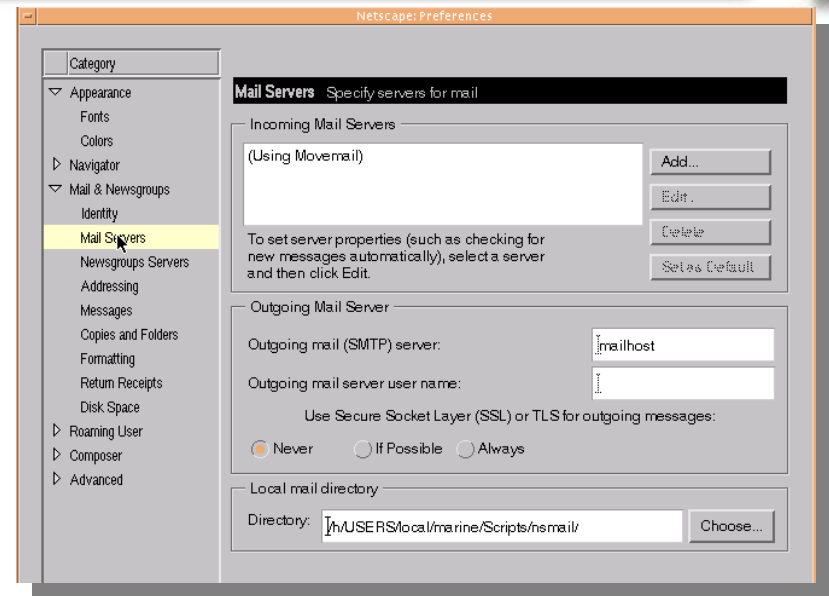 Netscape: Preferences
Category
Appearance
Fonts
Colors
Navigator
Mail & Newsgroups
Identity
Mail Servers
Newsgroups Servers
Addressing
Messages
Copies and Folders
Formatting
Return Receipts
Disk Space
Roaming User
Composer
Advanced
Mail Servers Specify servers for mail
Incoming Mail Servers
(Using Movemail)
Add...
Edit...
Delete
Set as Default
To set server properties (such as checking for
new messages automatically), select a server
and then click Edit.
Outgoing Mail Server
Outgoing mail (SMTP) server:
mailhost
Outgoing mail server user name:
Use Secure Socket Layer (SSL) or TLS for outgoing messages:
Never If Possible Always
Local mail directory
Directory: /h/USERS/local/marine/Scripts/nsmail/ Choose...